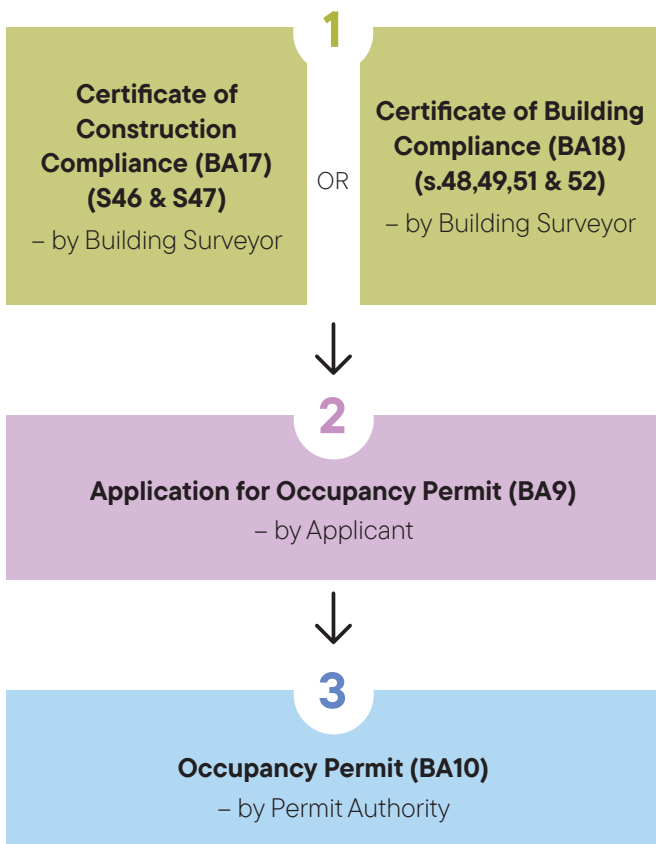 1
Certificate of
Construction
Compliance (BA17)
(S46 & S47)
– by Building Surveyor
OR
Certificate of Building
Compliance (BA18)
(s.48,49,51 & 52)
– by Building Surveyor
2
Application for Occupancy Permit (BA9)
– by Applicant
3
Occupancy Permit (BA10)
– by Permit Authority